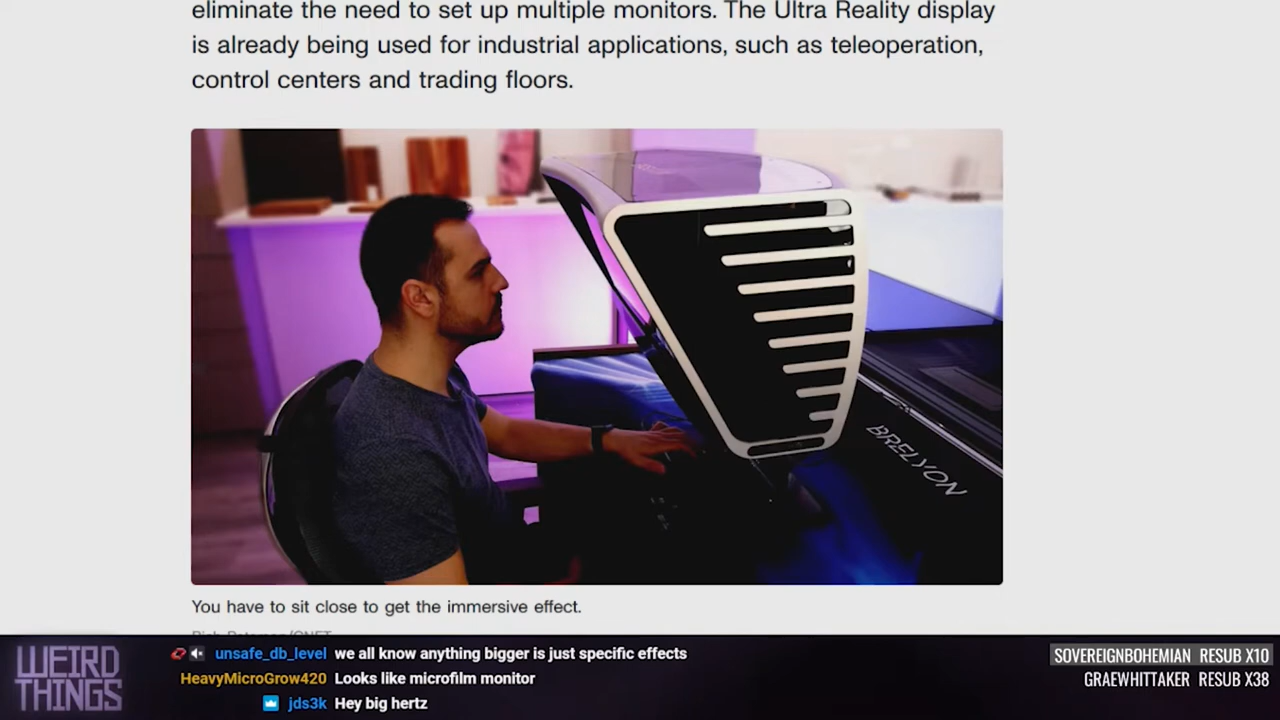 eliminate the need to set up multiple monitors. The Ultra Reality display
is already being used for industrial applications, such as teleoperation,
control centers and trading floors.
BRELYON
You have to sit close to get the immersive effect.
WEIRD
THINGS
unsafe_db_level we all know anything bigger is just specific effects
HeavyMicroGrow420 Looks like microfilm monitor
jds3k Hey big hertz
SOVEREIGNBOHEMIAN RESUB X10
GRAEWHITTAKER RESUB X38